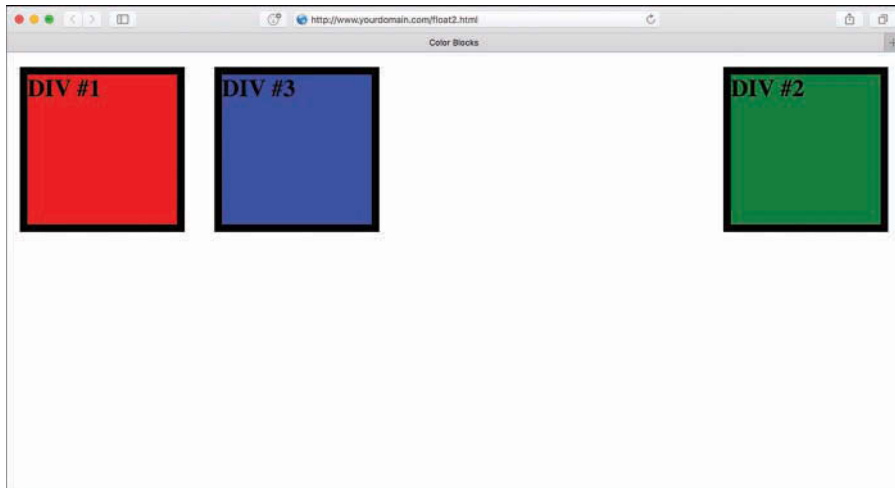 http://www.yourdomain.com/float2.html
Color Blocks
DIV #1
DIV #3
DIV #2